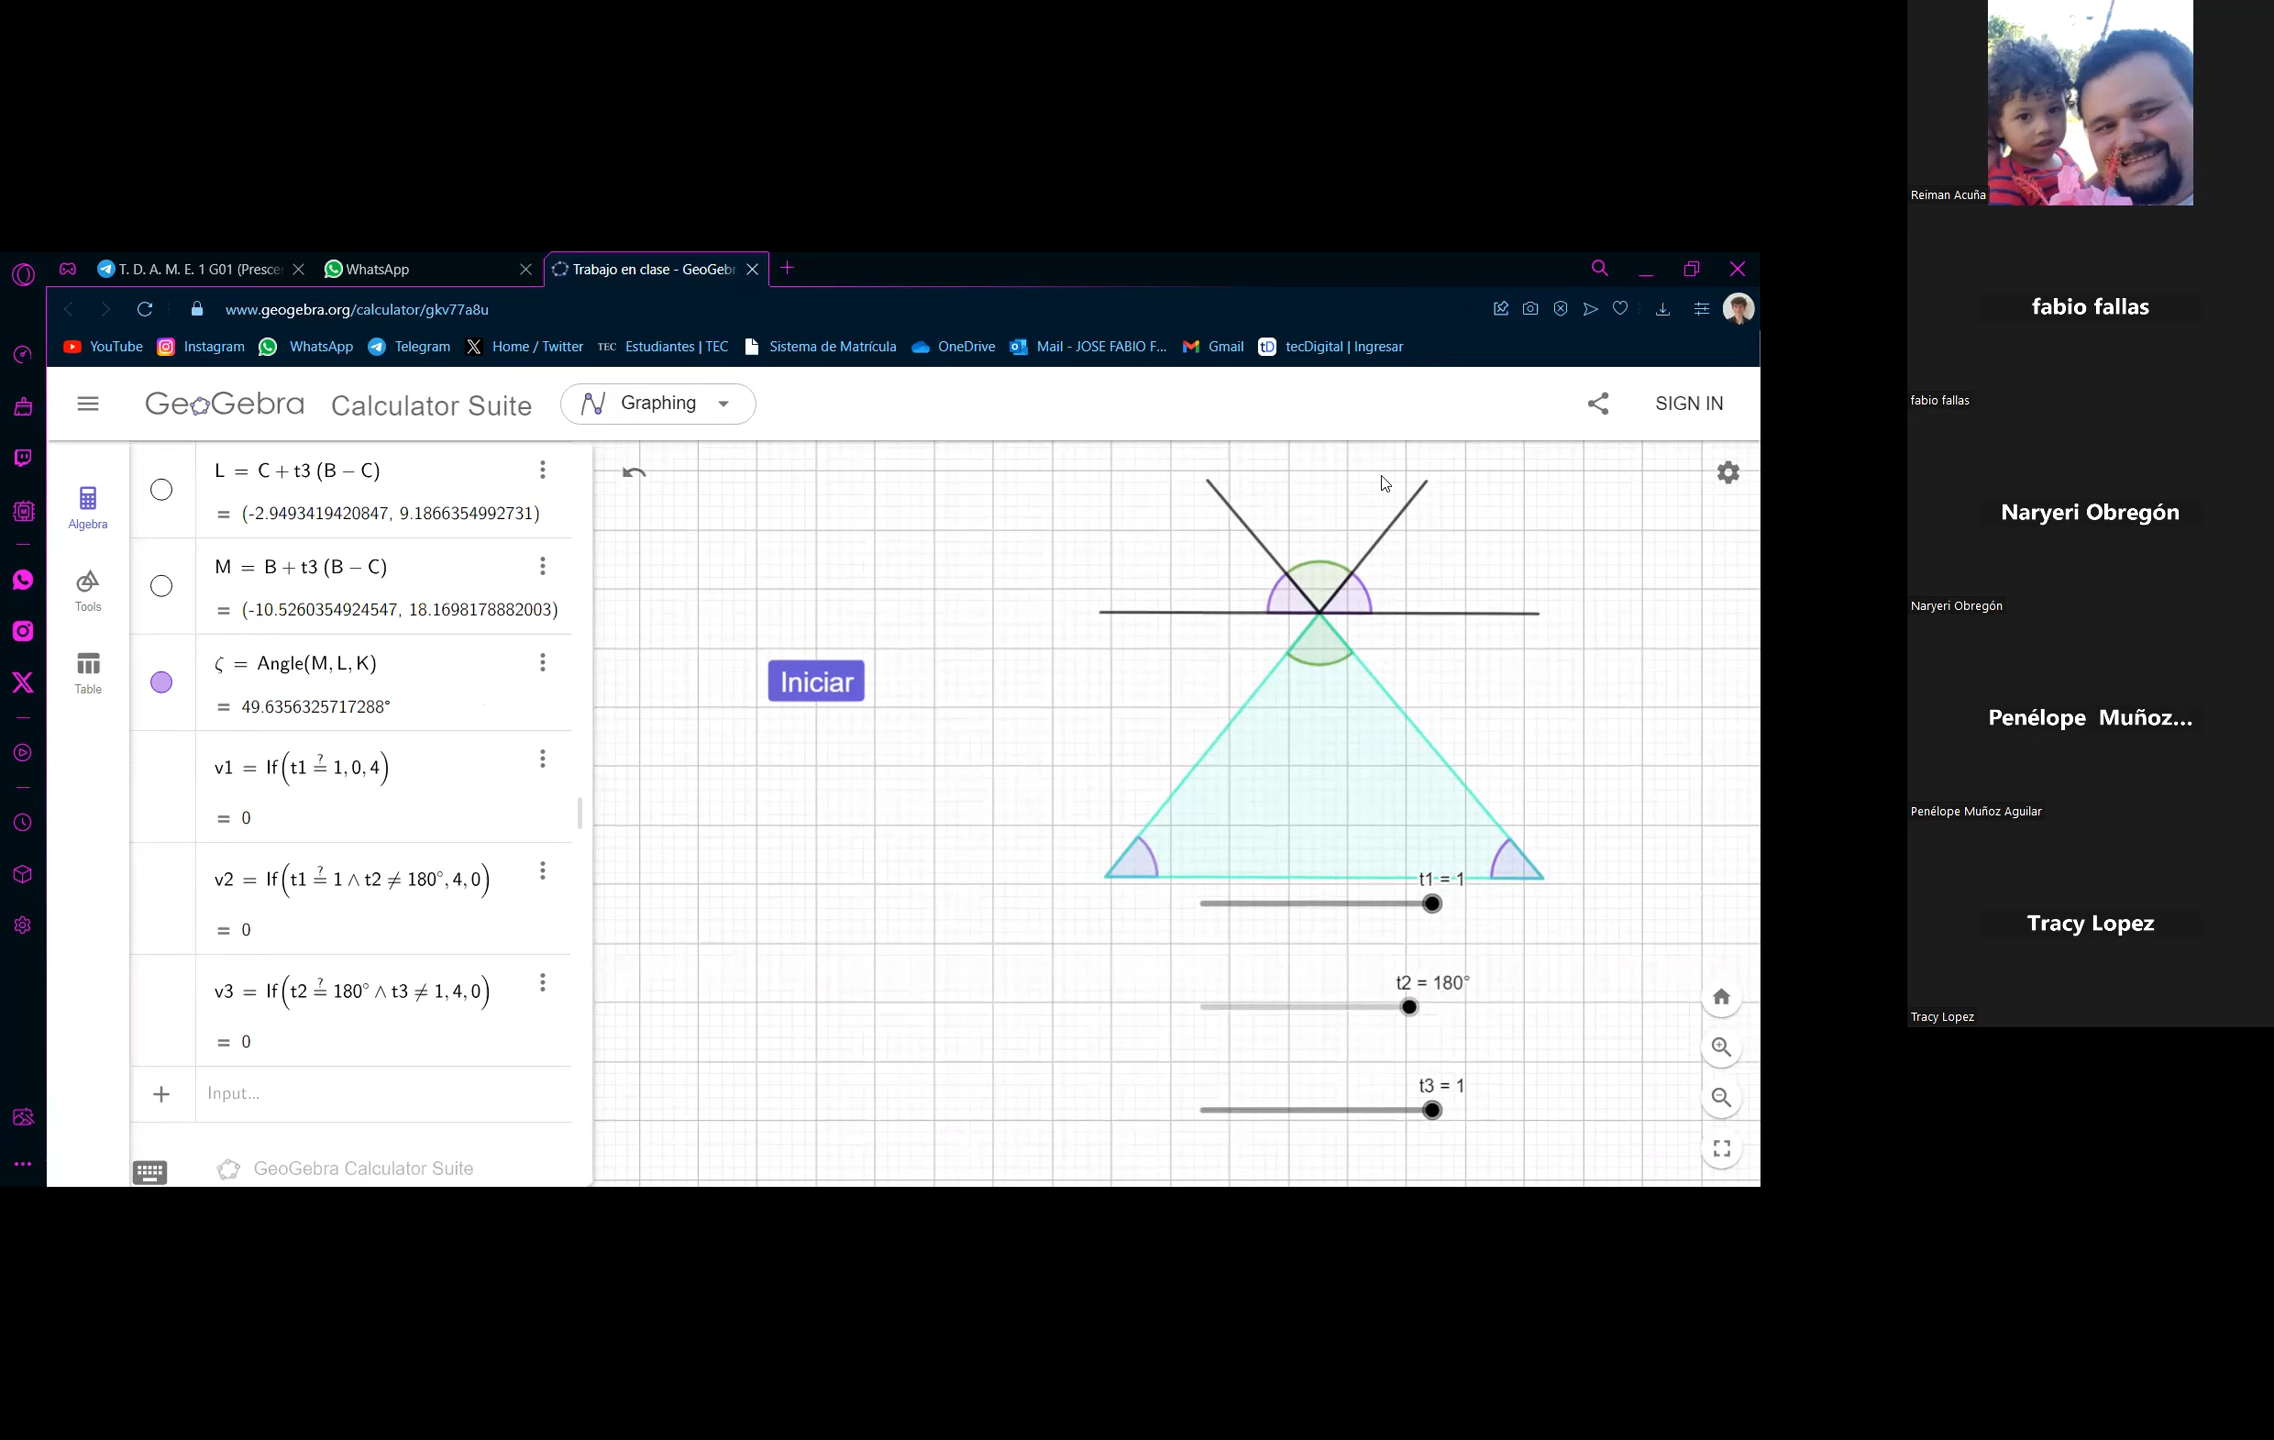 T. D. A. M. E. 1 G01 (Presce
WhatsApp
Trabajo en clase - GeoGebr
www.geogebra.org/calculator/gkv77a8u
YouTube Instagram WhatsApp Telegram Home / Twitter TEC Estudiantes | TEC Sistema de Matrícula OneDrive Mail - JOSE FABIO F... Gmail tD tecDigital | Ingresar
GeoGebra Calculator Suite Graphing SIGN IN
Algebra
Tools
Table
L = C + t3 (B − C)
= (-2.9493419420847, 9.1866354992731)
M = B + t3 (B − C)
= (-10.5260354924547, 18.1698178882003)
ζ = Angle(M, L, K)
= 49.6356325717288°
v1 = If(t1 ≟ 1, 0, 4)
= 0
v2 = If(t1 ≟ 1 ∧ t2 ≠ 180°, 4, 0)
= 0
v3 = If(t2 ≟ 180° ∧ t3 ≠ 1, 4, 0)
= 0
Input...
GeoGebra Calculator Suite
Iniciar
t1 = 1
t2 = 180°
t3 = 1
Reiman Acuña
fabio fallas
fabio fallas
Naryeri Obregón
Naryeri Obregón
Penélope Muñoz...
Penélope Muñoz Aguilar
Tracy Lopez
Tracy Lopez